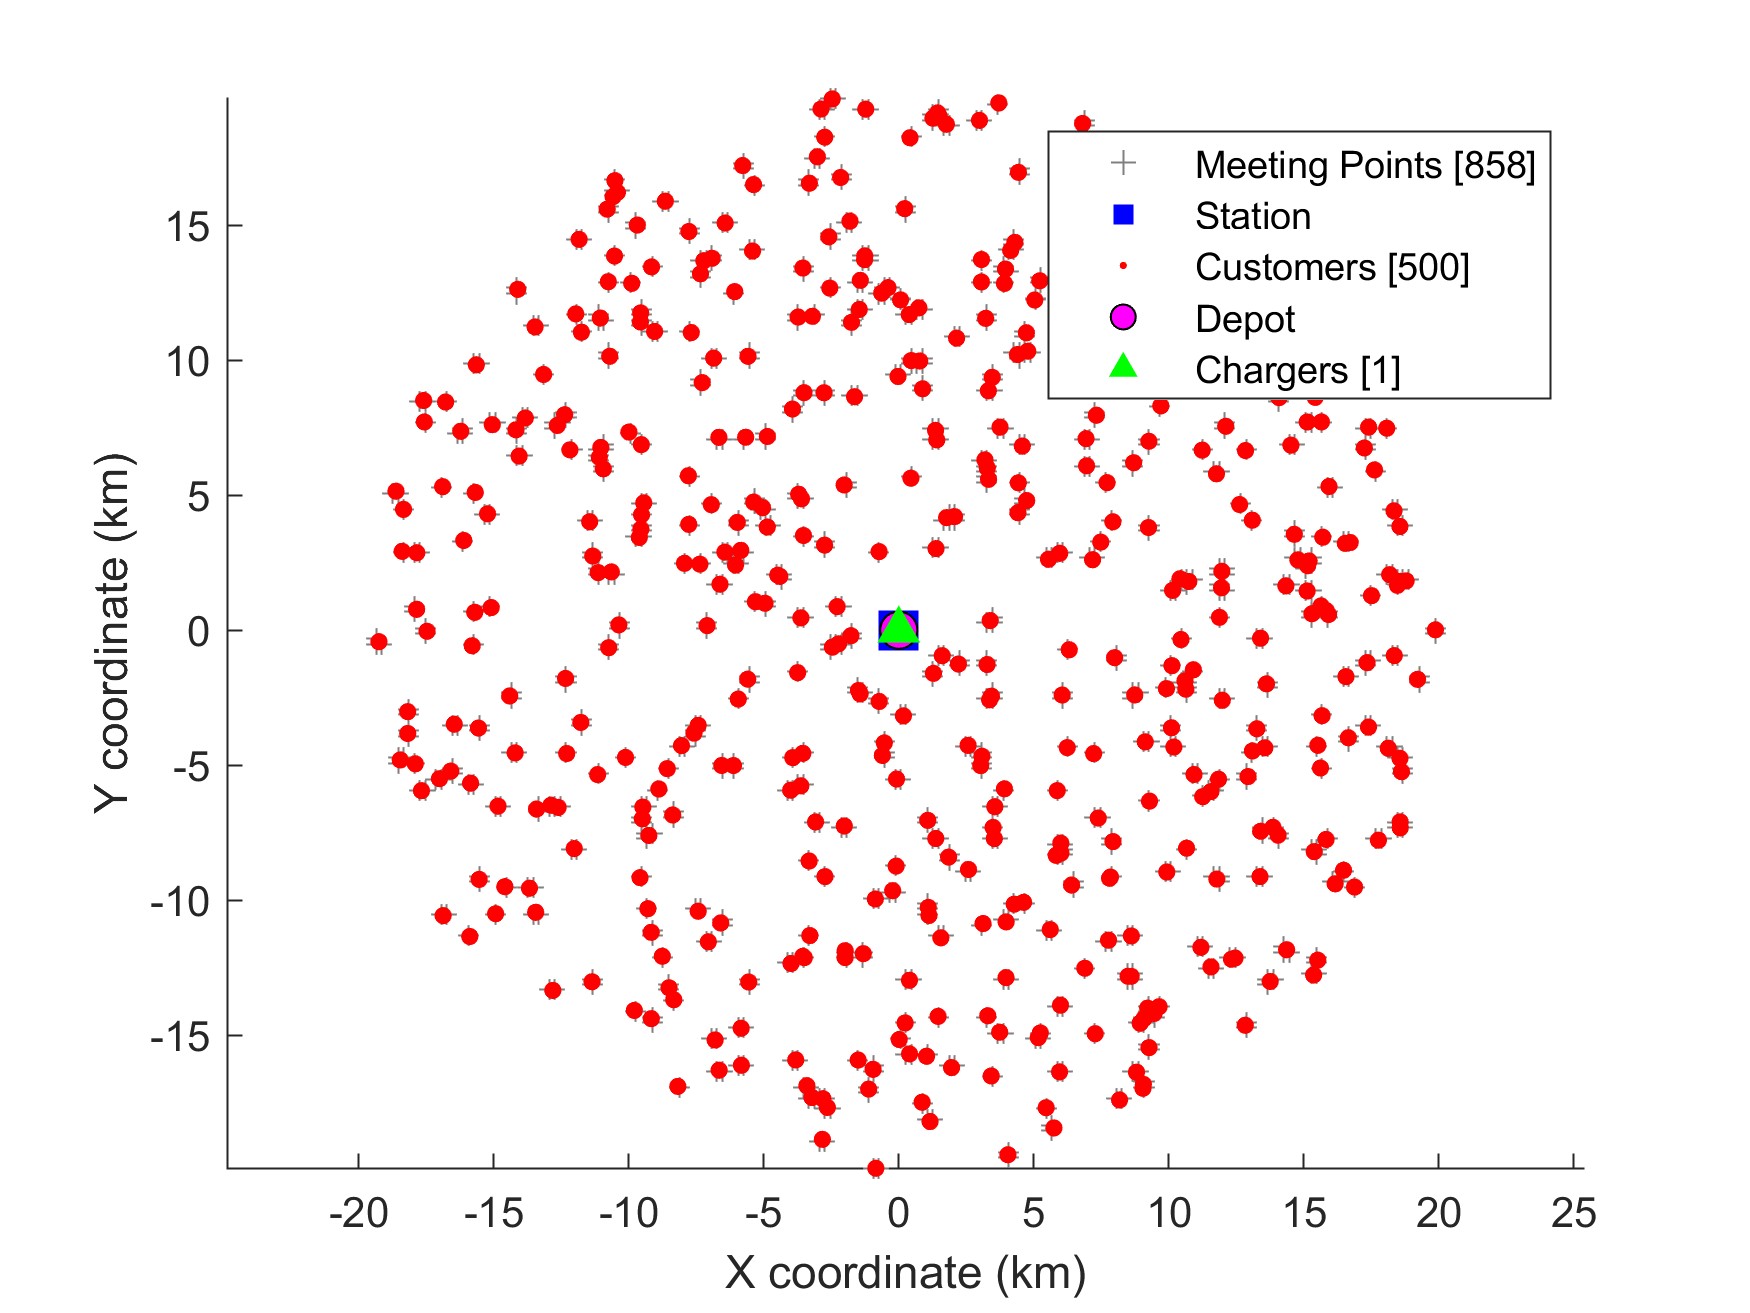 Meeting Points [858]
Station
Customers [500]
Depot
Chargers [1]
15
10
5
0
-5
-10
-15
Y coordinate (km)
-20 -15 -10 -5 0 5 10 15 20 25
X coordinate (km)